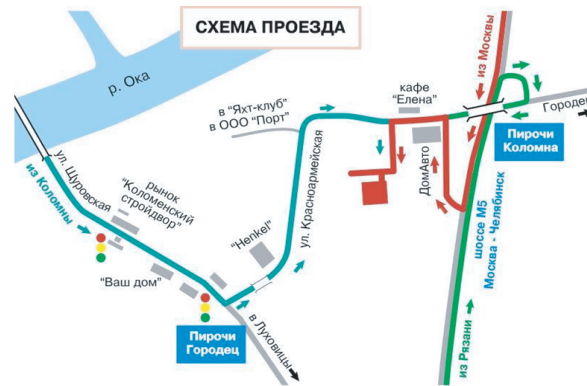 СХЕМА ПРОЕЗДА
р. Ока
из Москвы
кафе
"Елена"
Городец
в "Яхт-клуб"
в ООО "Порт"
Пирочи
Коломна
ДомАвто
ул. Щуровская
из Коломны
рынок
"Коломенский
стройдвор"
ул. Красноармейская
"Henkel"
шоссе М5
Москва - Челябинск
"Ваш дом"
Пирочи
Городец
в Луховицы
из Рязани